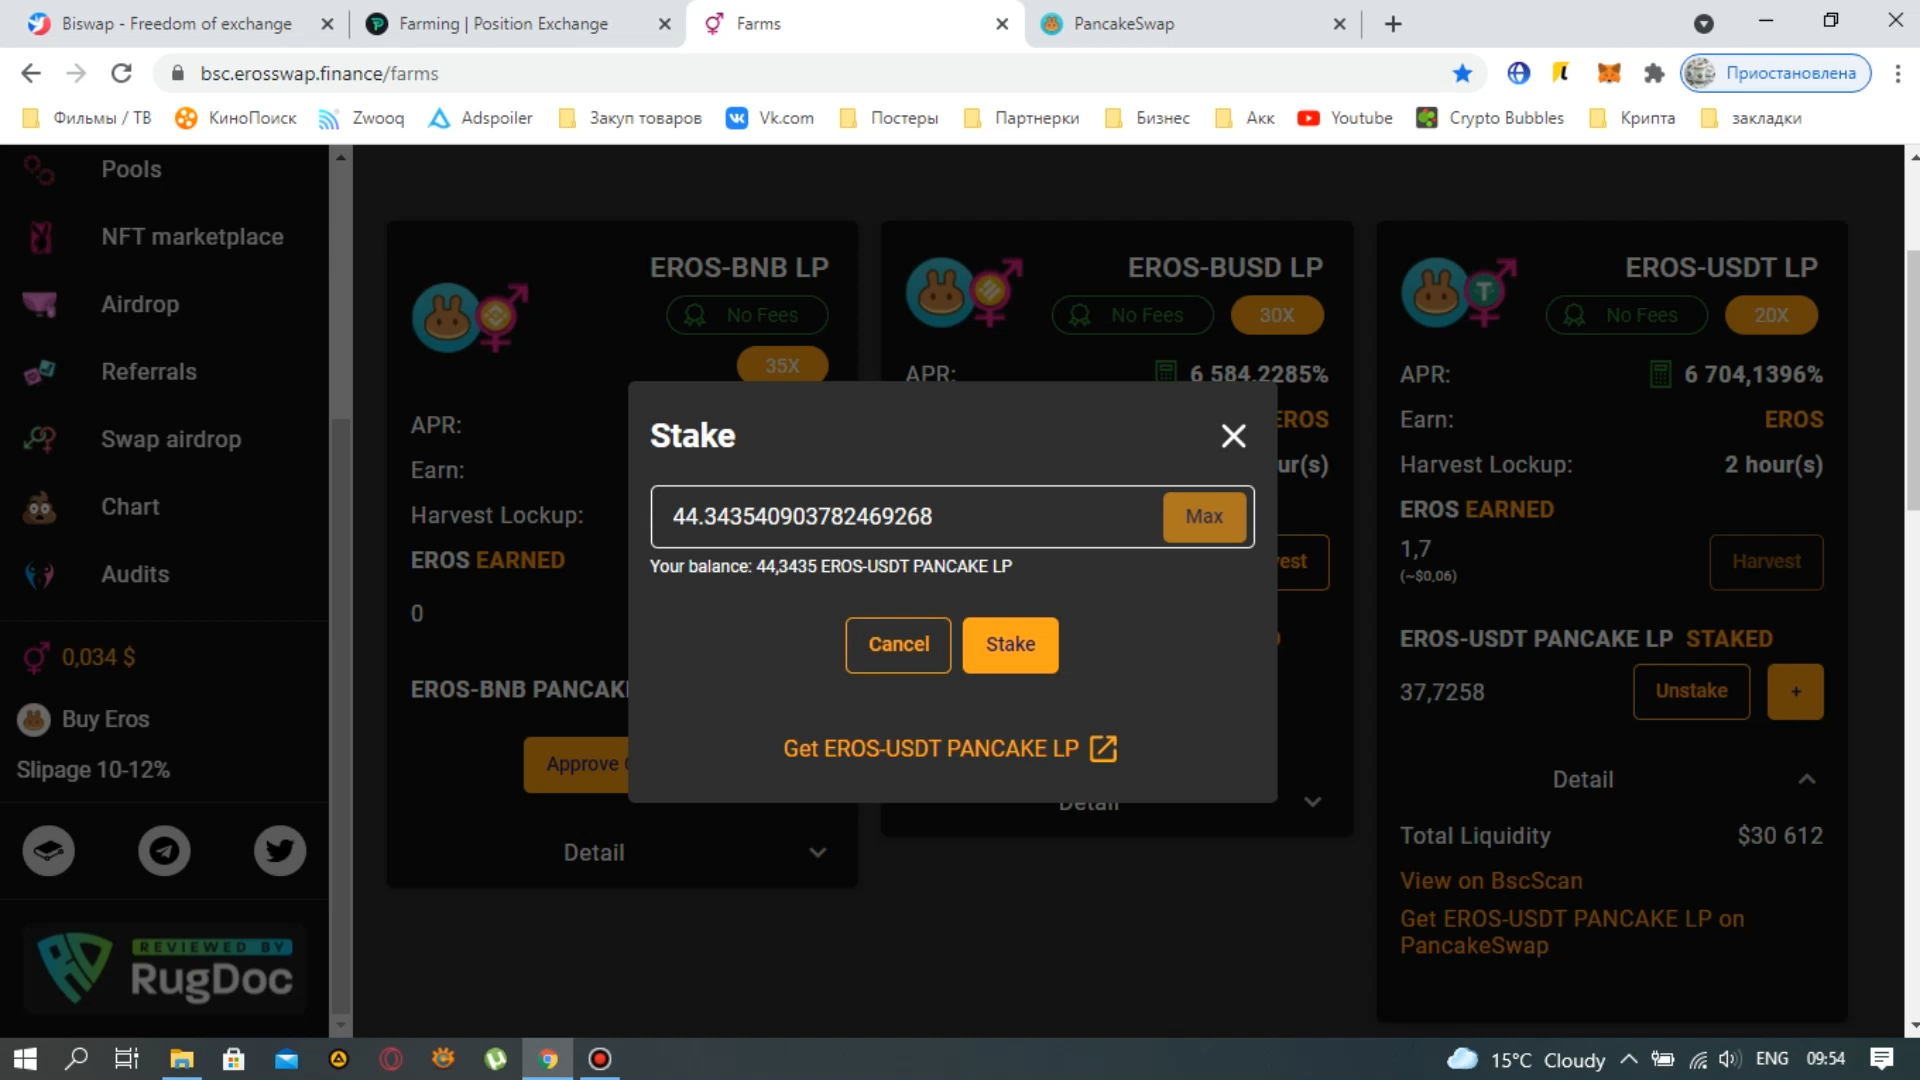 Biswap - Freedom of exchange
Farming | Position Exchange
Farms
PancakeSwap
bsc.erosswap.finance/farms
Приостановлена
Фильмы / ТВ
КиноПоиск
Zwooq
Adspoiler
Закуп товаров
Vk.com
Постеры
Партнерки
Бизнес
Акк
Youtube
Crypto Bubbles
Крипта
закладки
Pools
NFT marketplace
Airdrop
Referrals
Swap airdrop
Chart
Audits
0,034 $
Buy Eros
Slipage 10-12%
REVIEWED BY
RugDoc
EROS-BNB LP
No Fees
35X
APR:
Earn:
Harvest Lockup:
EROS EARNED
0
EROS-BNB PANCAK
Approve
Detail
EROS-BUSD LP
No Fees
30X
APR:
6 584,2285%
EROS
ur(s)
est
Detail
Stake
44.343540903782469268
Max
Your balance: 44,3435 EROS-USDT PANCAKE LP
Cancel
Stake
Get EROS-USDT PANCAKE LP
EROS-USDT LP
No Fees
20X
APR:
6 704,1396%
Earn:
EROS
Harvest Lockup:
2 hour(s)
EROS EARNED
1,7
(~$0,06)
Harvest
EROS-USDT PANCAKE LP STAKED
37,7258
Unstake
+
Detail
Total Liquidity
$30 612
View on BscScan
Get EROS-USDT PANCAKE LP on
PancakeSwap
15°C Cloudy
ENG
09:54